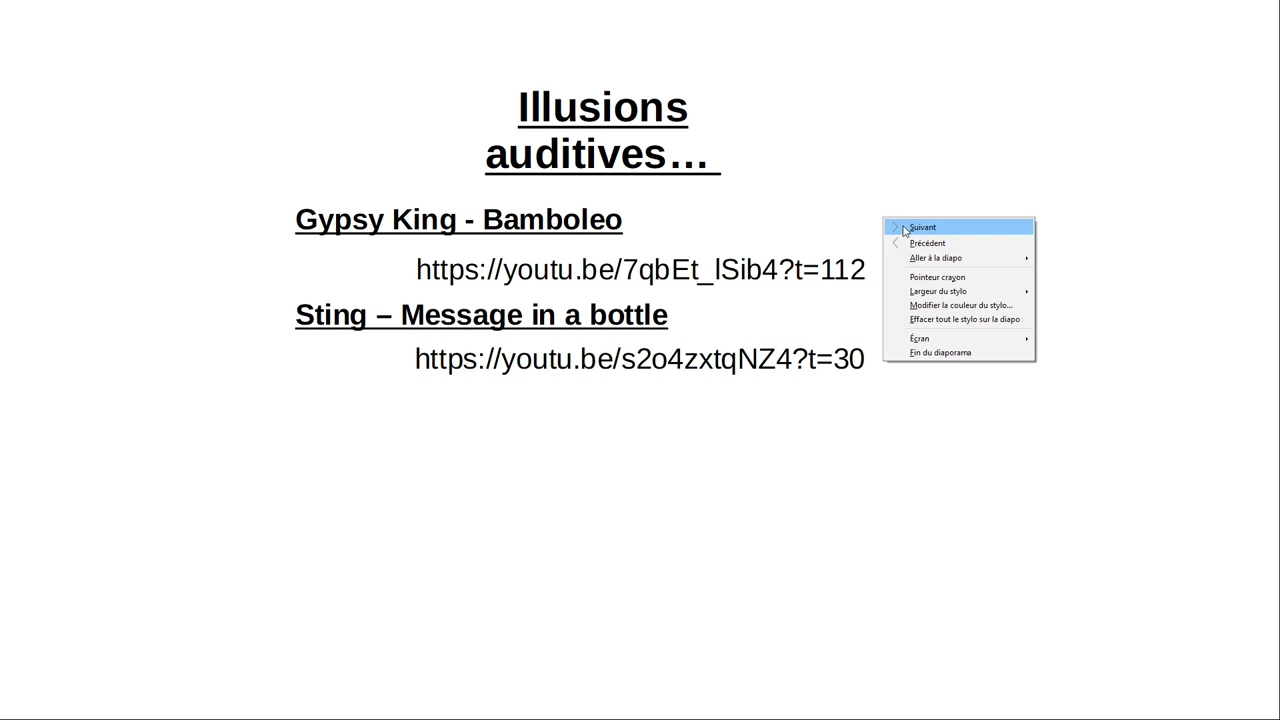 Illusions
auditives…
Gypsy King - Bamboleo
https://youtu.be/7qbEt_lSib4?t=112
Sting – Message in a bottle
https://youtu.be/s2o4zxtqNZ4?t=30
Suivant
Précédent
Aller à la diapo
Pointeur crayon
Largeur du stylo
Modifier la couleur du stylo...
Effacer tout le stylo sur la diapo
Écran
Fin du diaporama